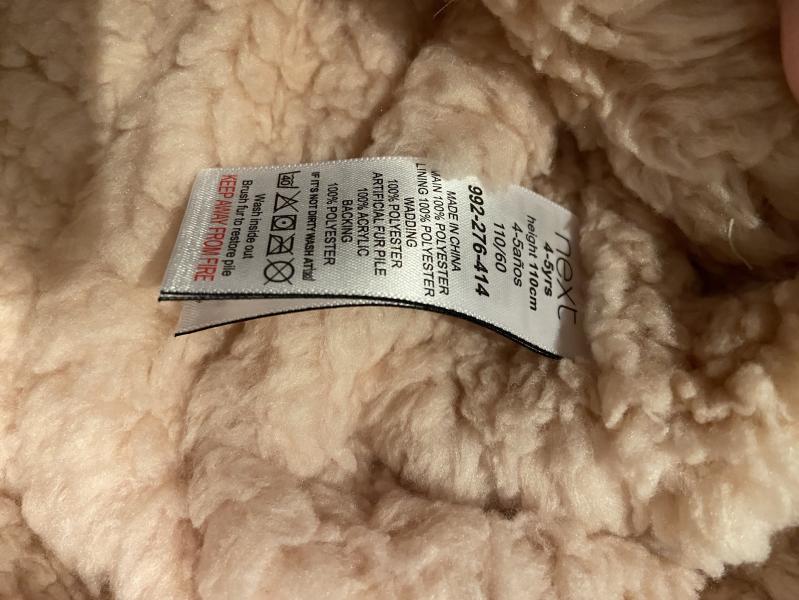 next
4-5yrs
height 110cm
4-5años
110/60
992-276-414
MADE IN CHINA
MAIN 100% POLYESTER
LINING 100% POLYESTER
WADDING
100% POLYESTER
ARTIFICIAL FUR PILE
100% ACRYLIC
BACKING
100% POLYESTER
IF IT'S NOT DIRTY WASH AT
40
Wash inside out
Brush fur to restore pile
KEEP AWAY FROM FIRE